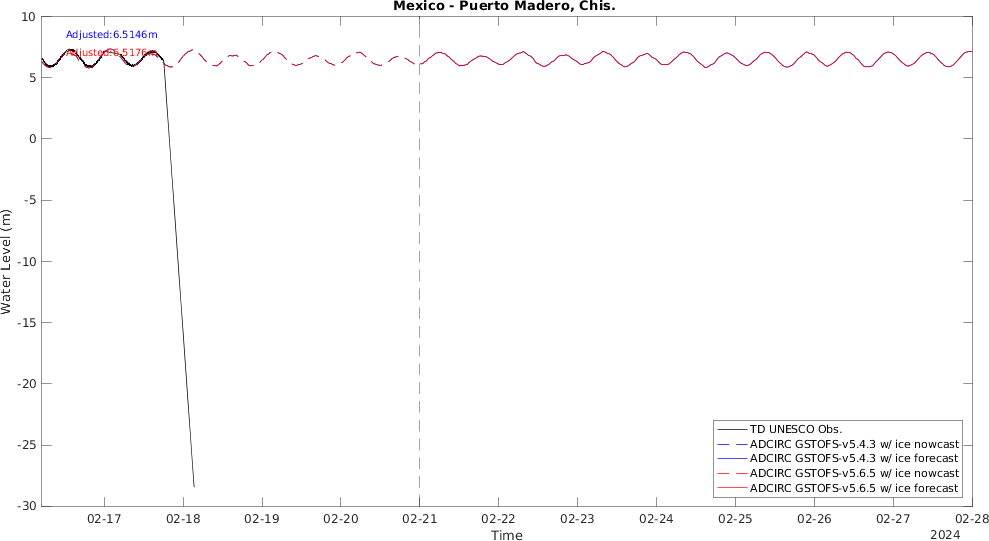 Mexico - Puerto Madero, Chis.
Adjusted:6.5146m
Adjusted:6.5176m
10
5
0
-5
-10
-15
-20
-25
-30
Water Level (m)
02-17 02-18 02-19 02-20 02-21 02-22 02-23 02-24 02-25 02-26 02-27 02-28
Time
2024
TD UNESCO Obs.
ADCIRC GSTOFS-v5.4.3 w/ ice nowcast
ADCIRC GSTOFS-v5.4.3 w/ ice forecast
ADCIRC GSTOFS-v5.6.5 w/ ice nowcast
ADCIRC GSTOFS-v5.6.5 w/ ice forecast